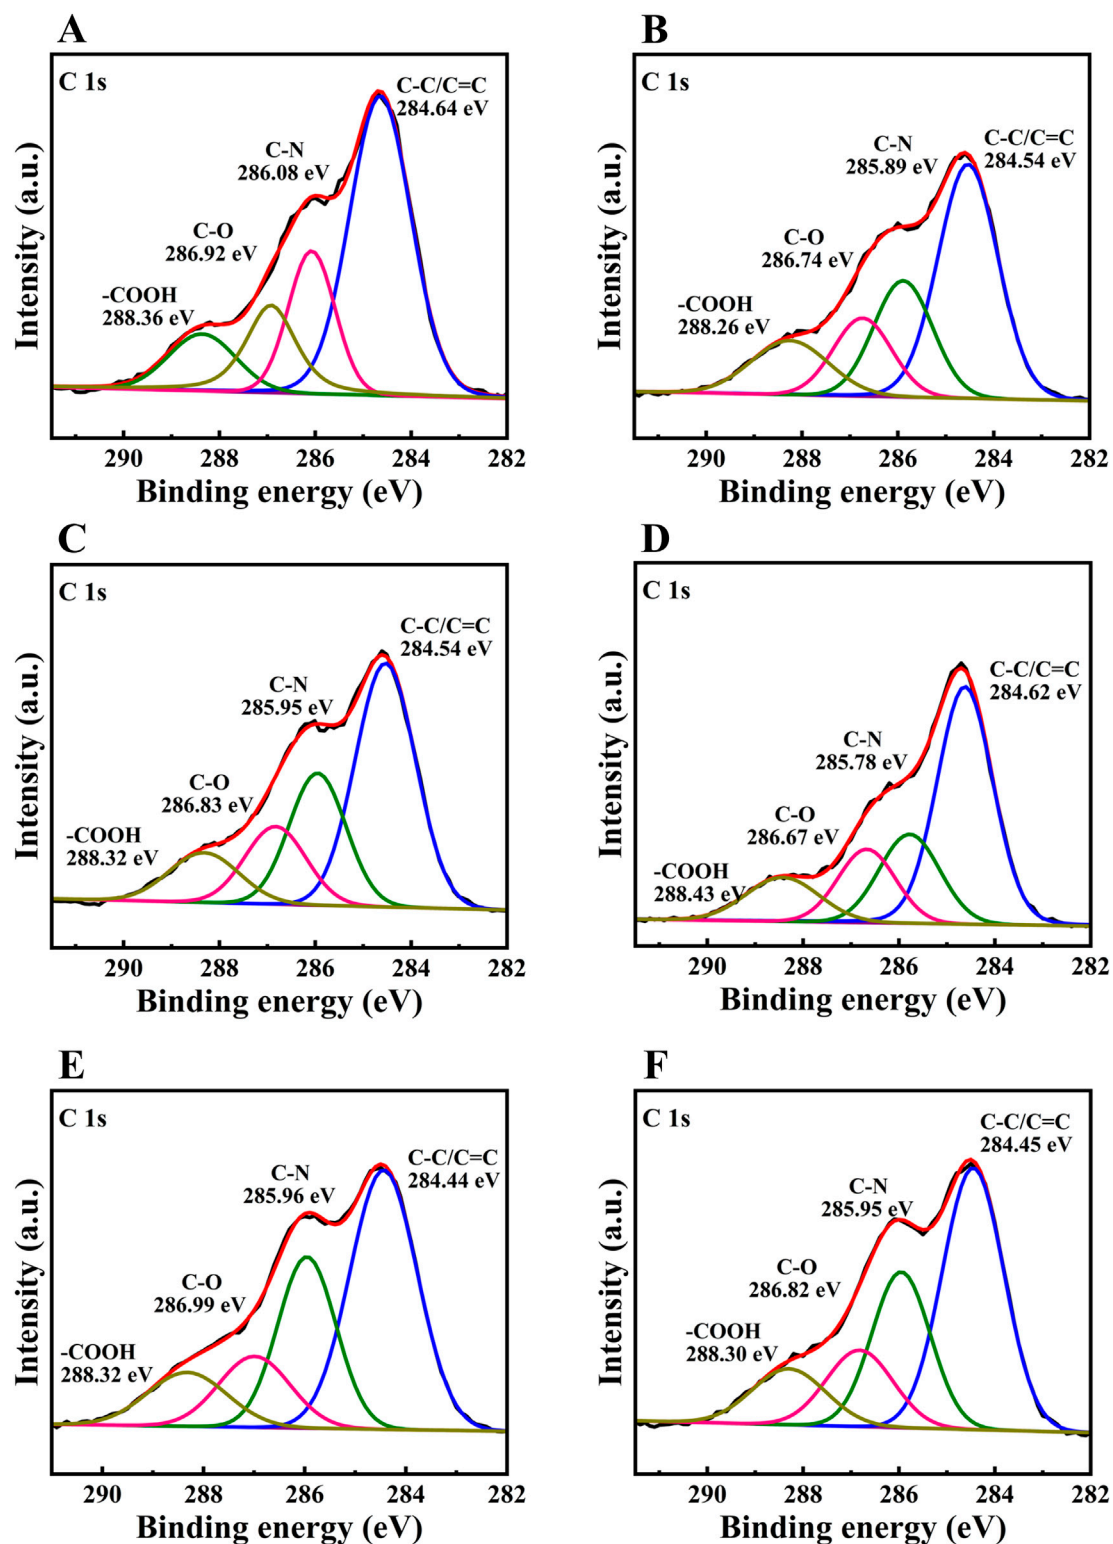 A
C 1s
C-C/C=C
284.64 eV
C-N
286.08 eV
C-O
286.92 eV
-COOH
288.36 eV
Intensity (a.u.)
290 288 286 284 282
Binding energy (eV)
B
C 1s
C-C/C=C
284.54 eV
C-N
285.89 eV
C-O
286.74 eV
-COOH
288.26 eV
Intensity (a.u.)
290 288 286 284 282
Binding energy (eV)
C
C 1s
C-C/C=C
284.54 eV
C-N
285.95 eV
C-O
286.83 eV
-COOH
288.32 eV
Intensity (a.u.)
290 288 286 284 282
Binding energy (eV)
D
C 1s
C-C/C=C
284.62 eV
C-N
285.78 eV
C-O
286.67 eV
-COOH
288.43 eV
Intensity (a.u.)
290 288 286 284 282
Binding energy (eV)
E
C 1s
C-C/C=C
284.44 eV
C-N
285.96 eV
C-O
286.99 eV
-COOH
288.32 eV
Intensity (a.u.)
290 288 286 284 282
Binding energy (eV)
F
C 1s
C-C/C=C
284.45 eV
C-N
285.95 eV
C-O
286.82 eV
-COOH
288.30 eV
Intensity (a.u.)
290 288 286 284 282
Binding energy (eV)